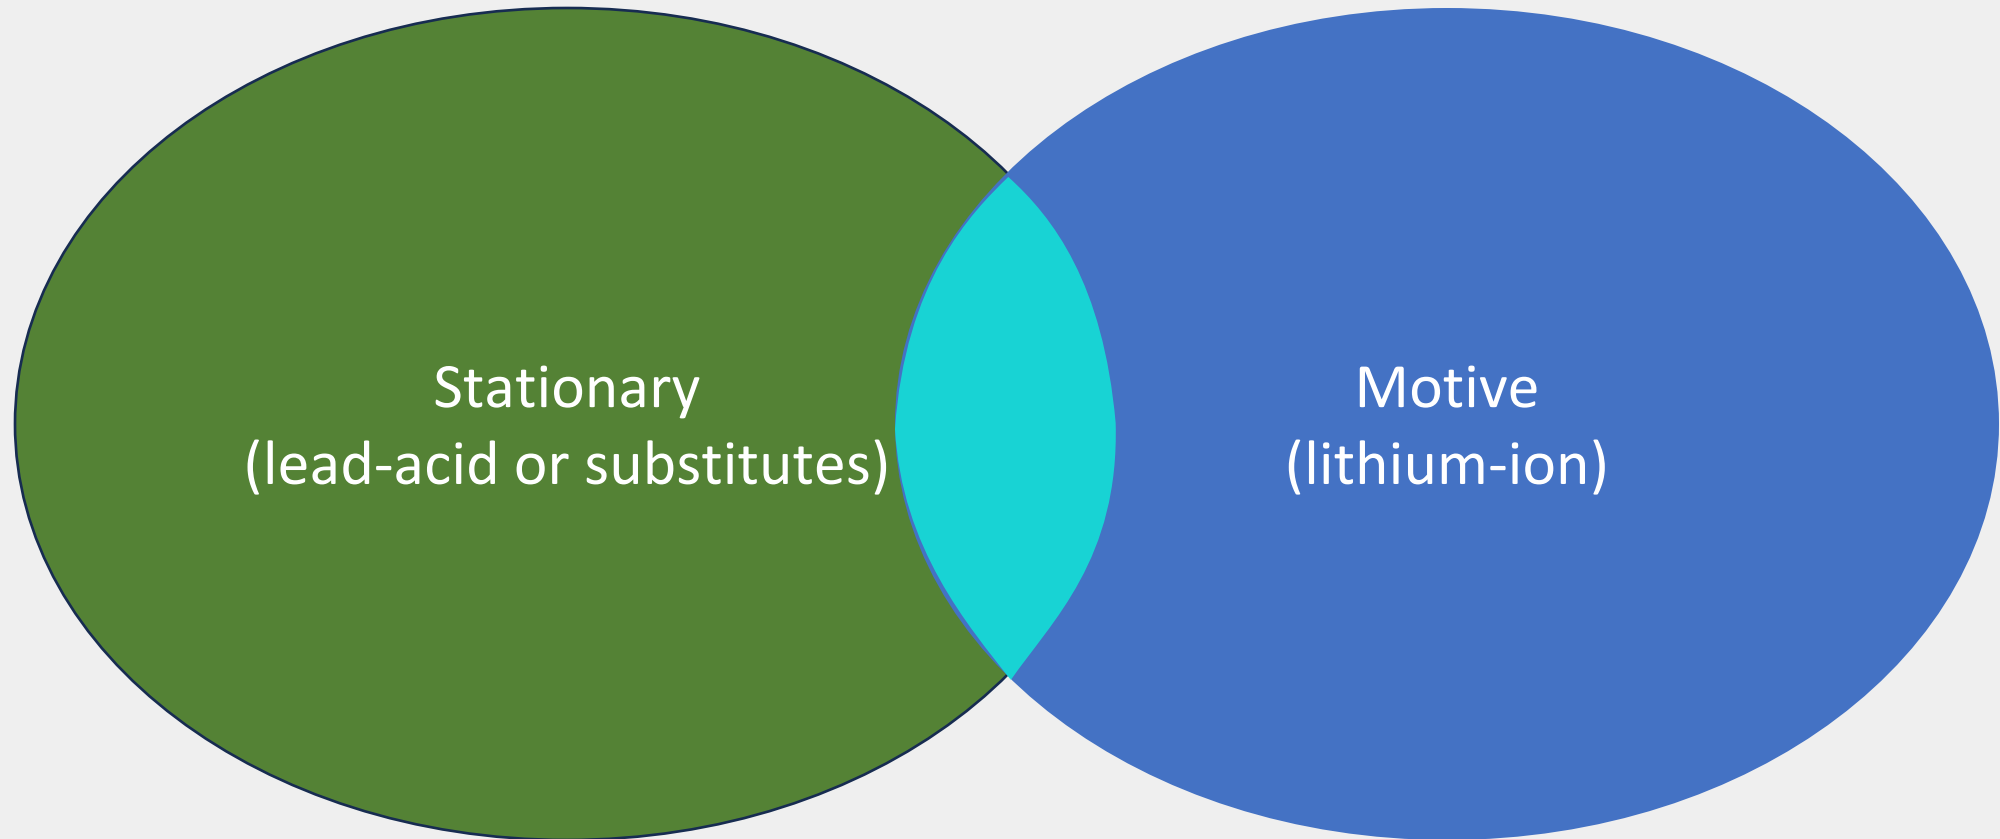 Stationary
(lead-acid or substitutes)
Motive
(lithium-ion)